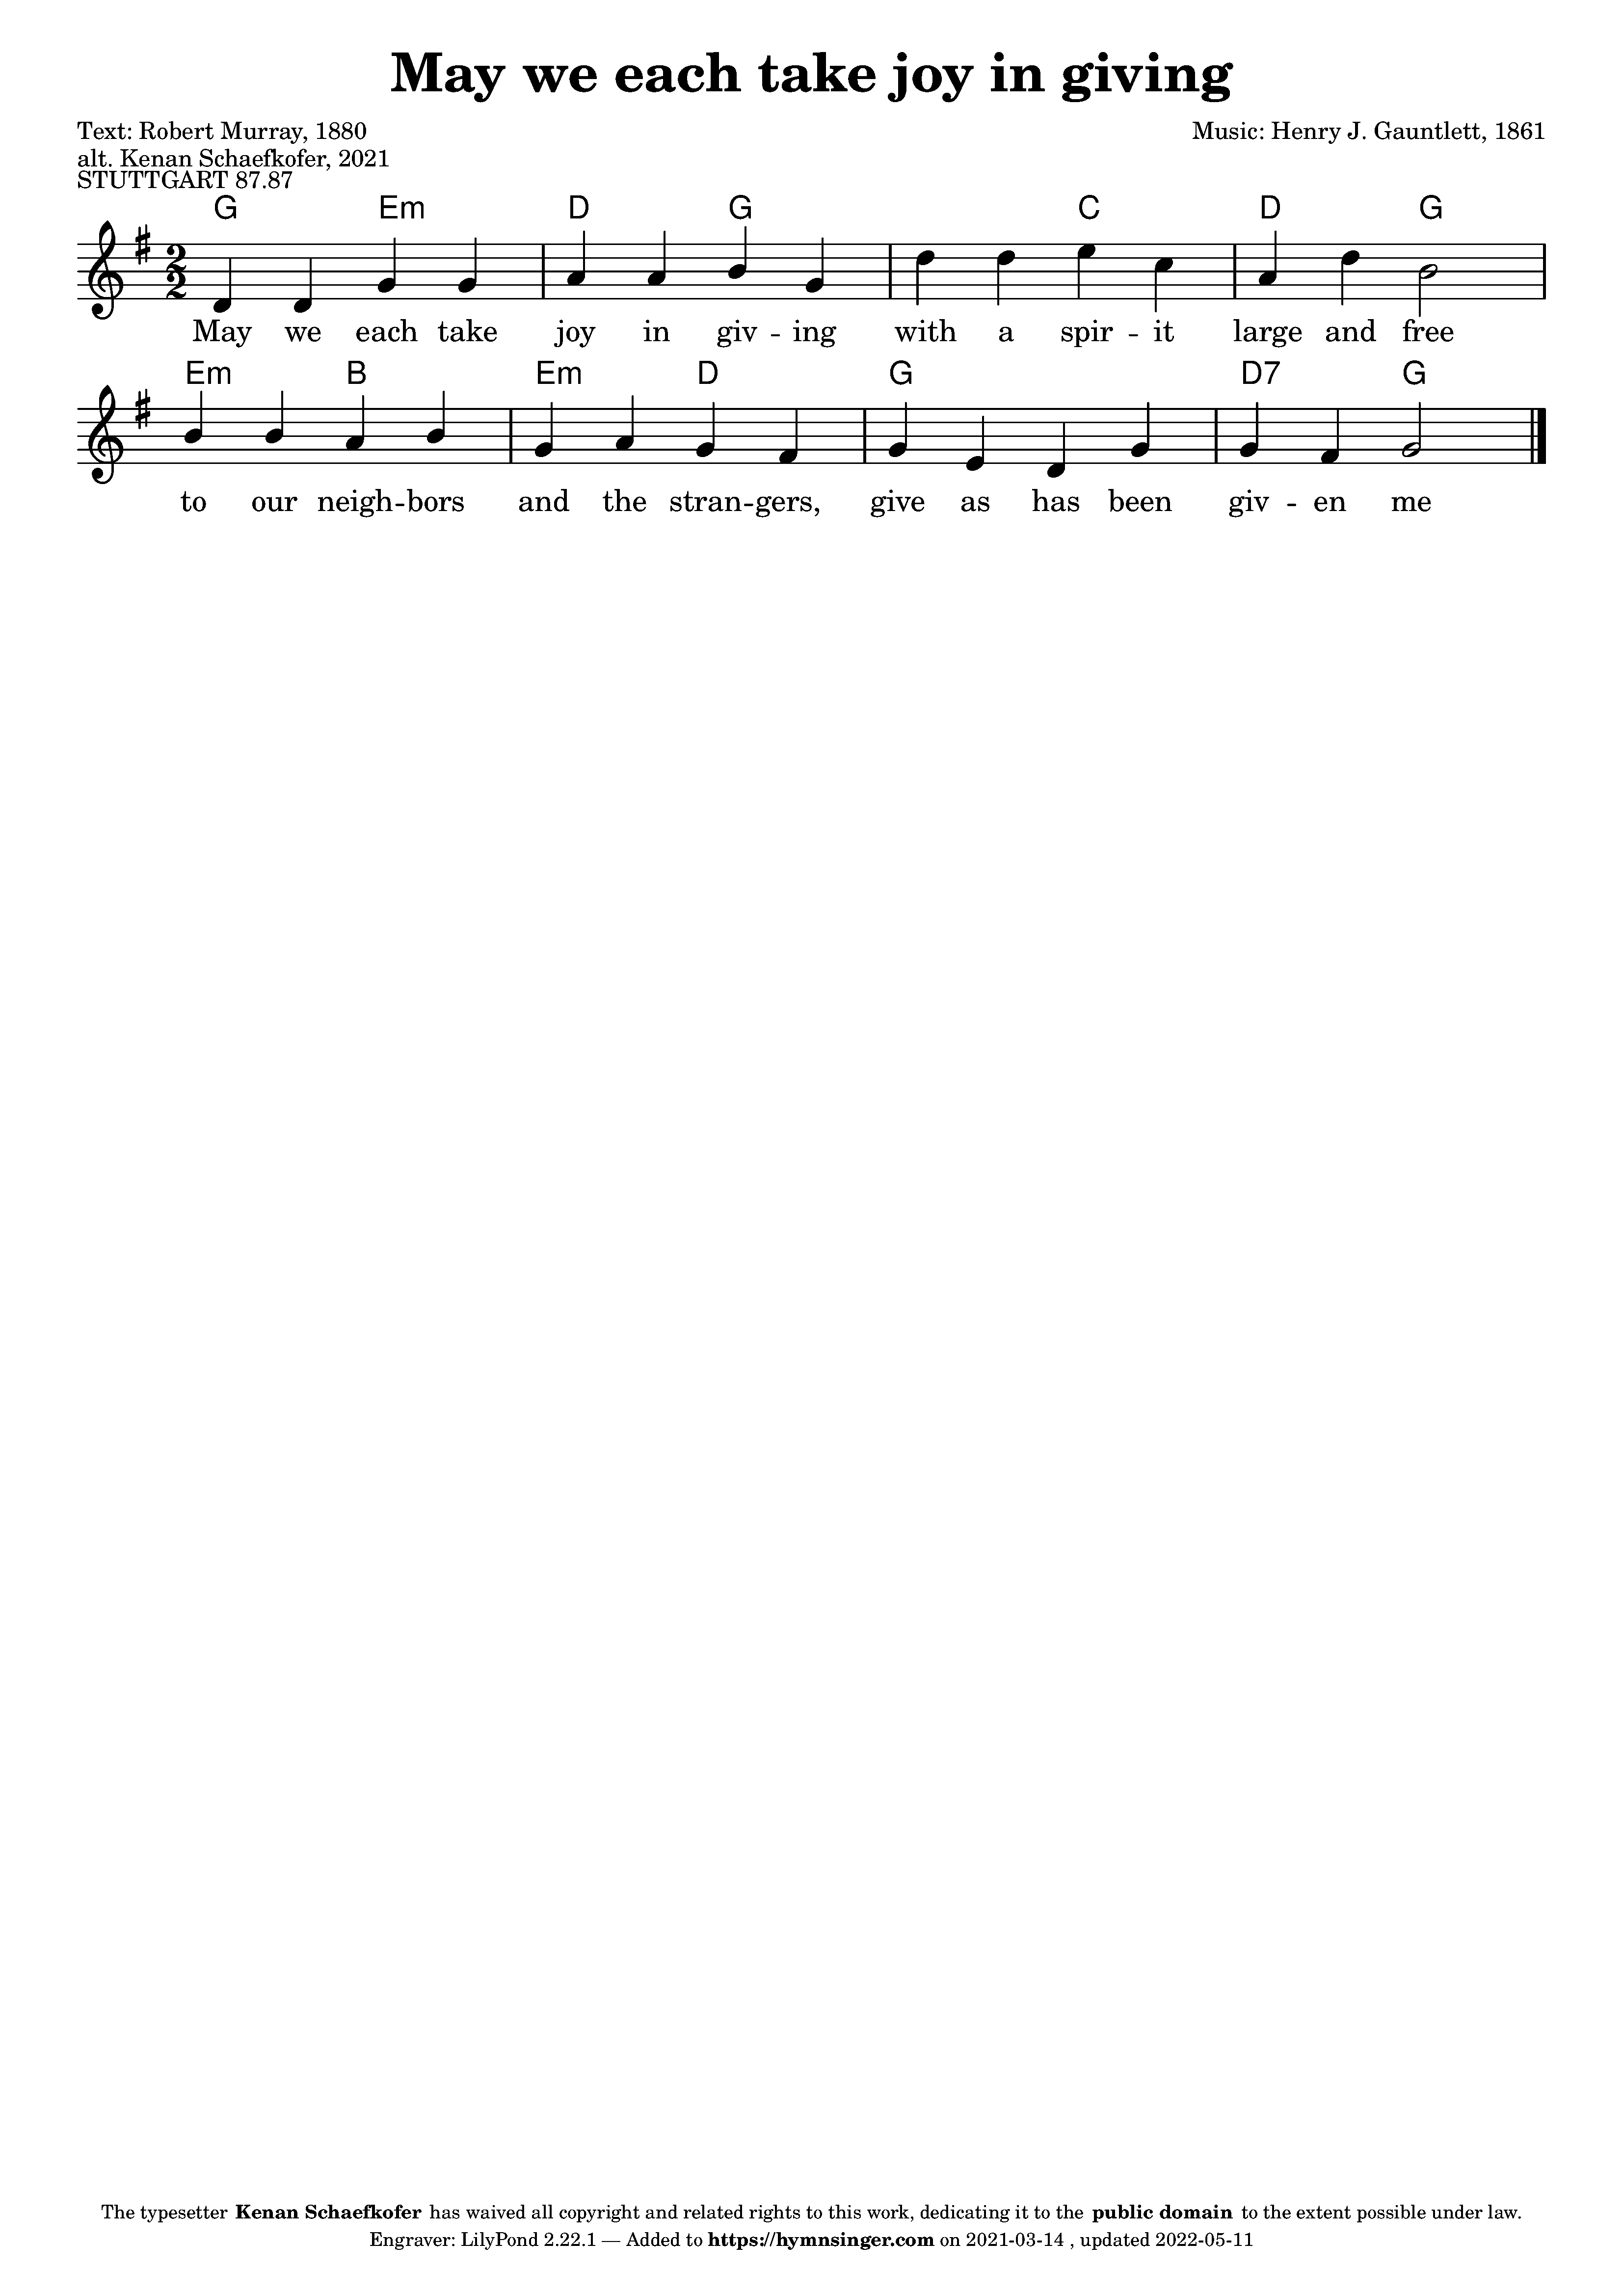 May we each take joy in giving
Text: Robert Murray, 1880
Music: Henry J. Gauntlett, 1861
alt. Kenan Schaefkofer, 2021
STUTTGART 87.87
G Em D G C D G
2
2
May we each take joy in giv - ing with a spir - it large and free
Em B Em D G D7 G
to our neigh - bors and the stran - gers, give as has been giv - en me
The typesetter Kenan Schaefkofer has waived all copyright and related rights to this work, dedicating it to the public domain to the extent possible under law.
Engraver: LilyPond 2.22.1 — Added to https://hymnsinger.com on 2021-03-14 , updated 2022-05-11